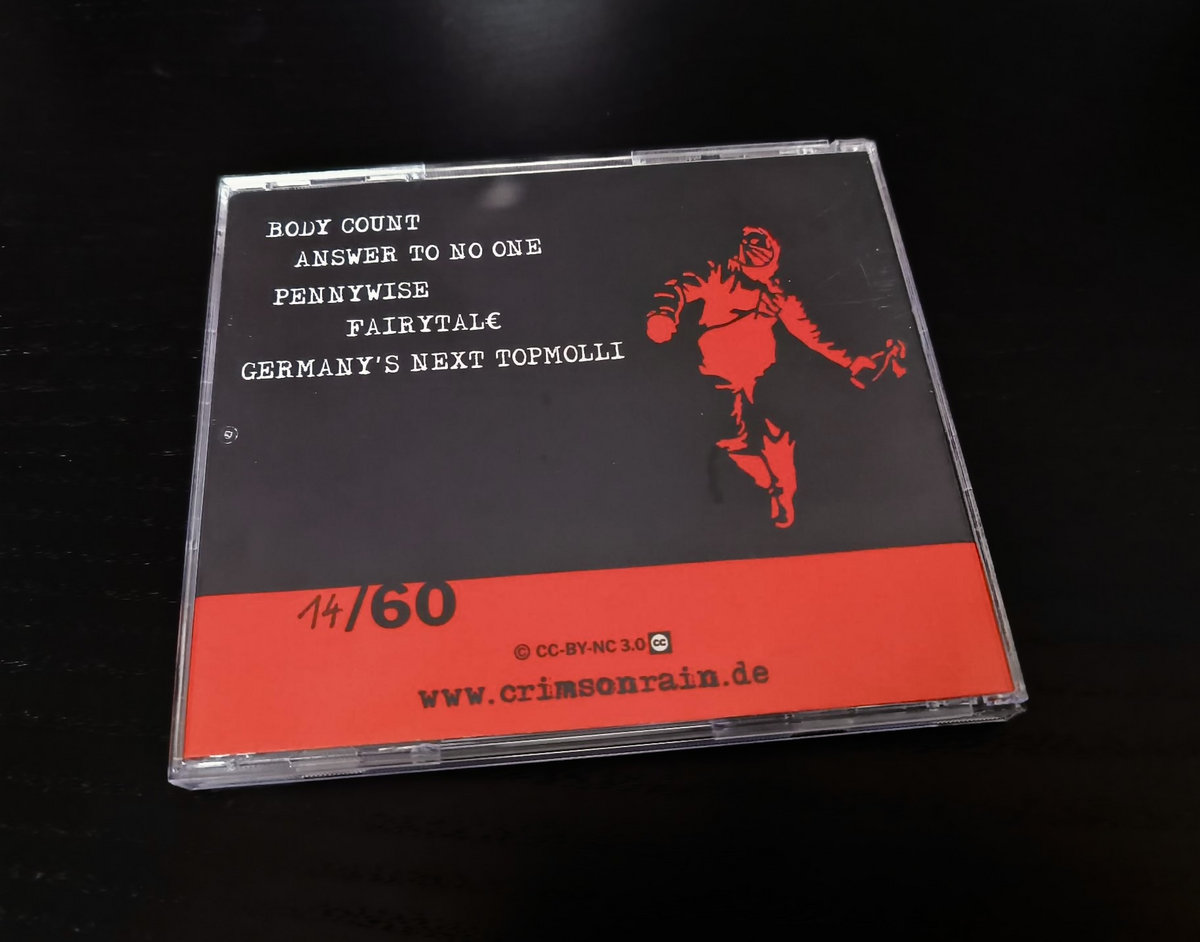 BODY COUNT
ANSWER TO NO ONE
PENNYWISE
FAIRYTAL€
GERMANY'S NEXT TOPMOLLI
14/60
© CC-BY-NC 3.0 cc
www.crimsonrain.de